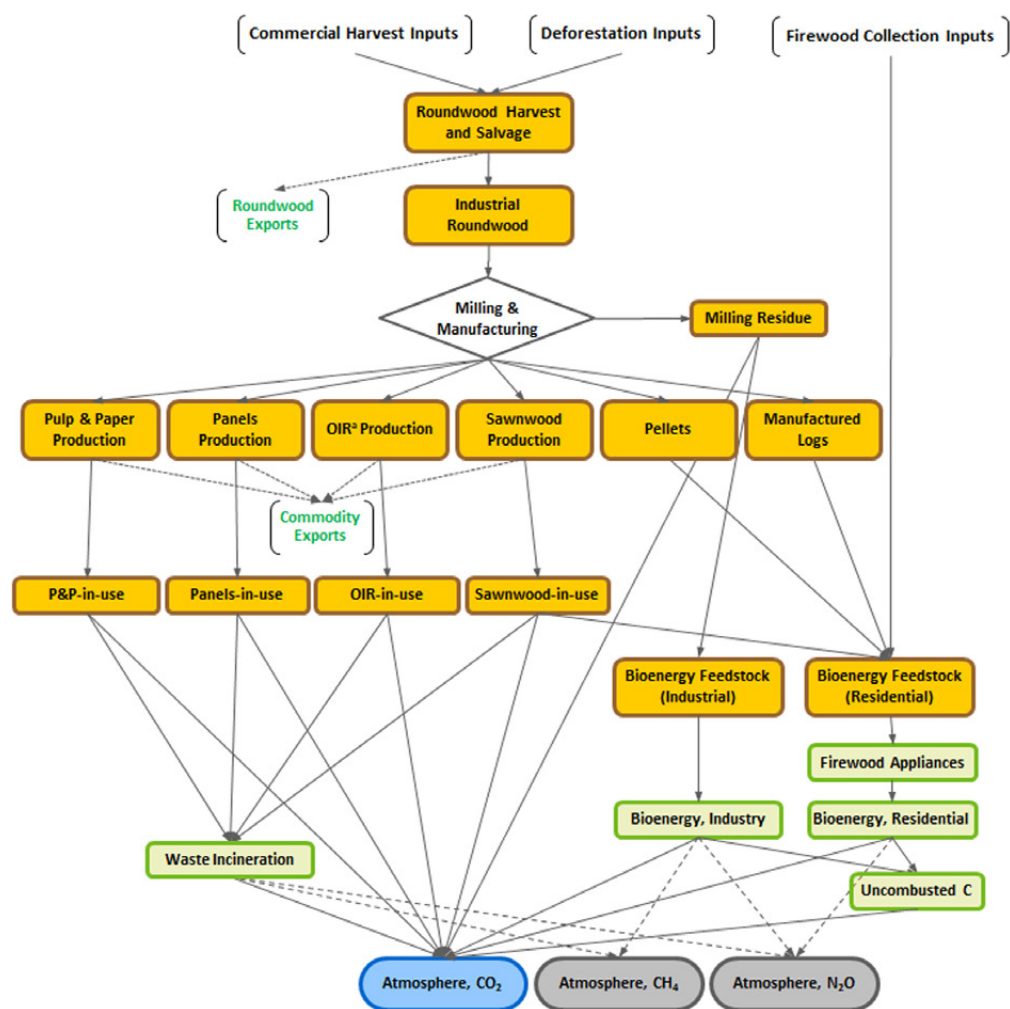 Commercial Harvest Inputs
Deforestation Inputs
Firewood Collection Inputs
Roundwood Harvest
and Salvage
Roundwood
Exports
Industrial
Roundwood
Milling &
Manufacturing
Milling Residue
Pulp & Paper
Production
Panels
Production
OIRª Production
Sawnwood
Production
Pellets
Manufactured
Logs
Commodity
Exports
P&P-in-use
Panels-in-use
OIR-in-use
Sawnwood-in-use
Bioenergy Feedstock
(Industrial)
Bioenergy Feedstock
(Residential)
Firewood Appliances
Bioenergy, Industry
Bioenergy, Residential
Waste Incineration
Uncombusted C
Atmosphere, CO₂
Atmosphere, CH₄
Atmosphere, N₂O